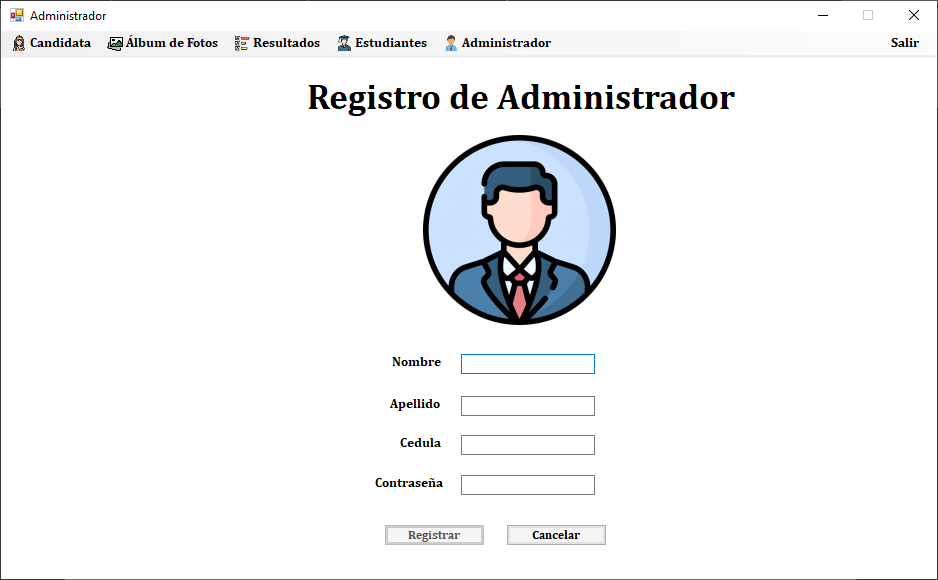 Administrador
Candidata Álbum de Fotos Resultados Estudiantes Administrador Salir
Registro de Administrador
Nombre
Apellido
Cedula
Contraseña
Registrar Cancelar